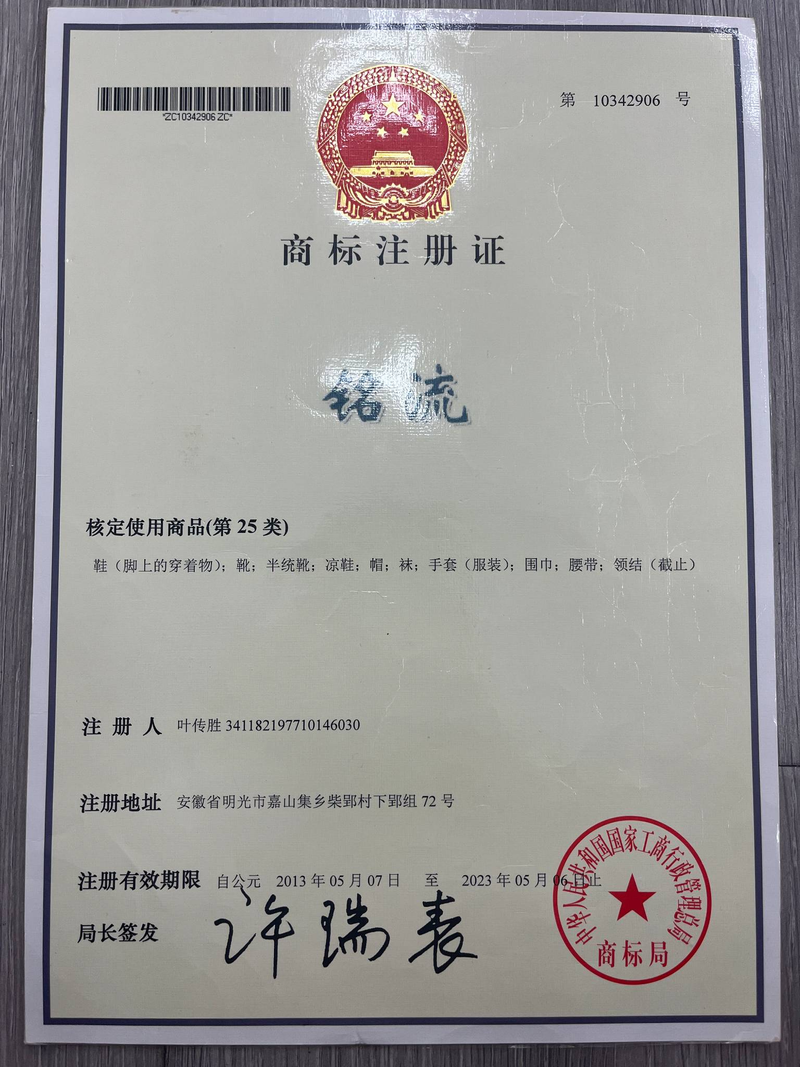 *ZC10342906 ZC*
第 10342906 号
商标注册证
铭流
核定使用商品(第 25 类)
鞋（脚上的穿着物）；靴；半统靴；凉鞋；帽；袜；手套（服装）；围巾；腰带；领结（截止）
注册人 叶传胜 341182197710146030
注册地址 安徽省明光市嘉山集乡柴郢村下郢组 72 号
注册有效期限 自公元 2013 年 05 月 07 日 至 2023 年 05 月 06 日止
局长签发 许瑞表
中华人民共和国国家工商行政管理总局
商标局